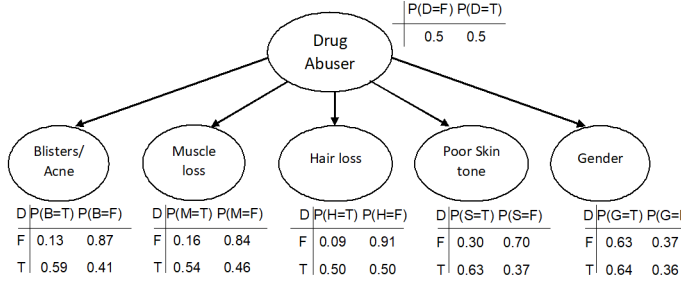 P(D=F) P(D=T)
0.5 0.5
Drug
Abuser
Blisters/
Acne
Muscle
loss
Hair loss
Poor Skin
tone
Gender
D P(B=T) P(B=F)
F 0.13 0.87
T 0.59 0.41
D P(M=T) P(M=F)
F 0.16 0.84
T 0.54 0.46
D P(H=T) P(H=F)
F 0.09 0.91
T 0.50 0.50
D P(S=T) P(S=F)
F 0.30 0.70
T 0.63 0.37
D P(G=T)
F 0.63 0.37
T 0.64 0.36